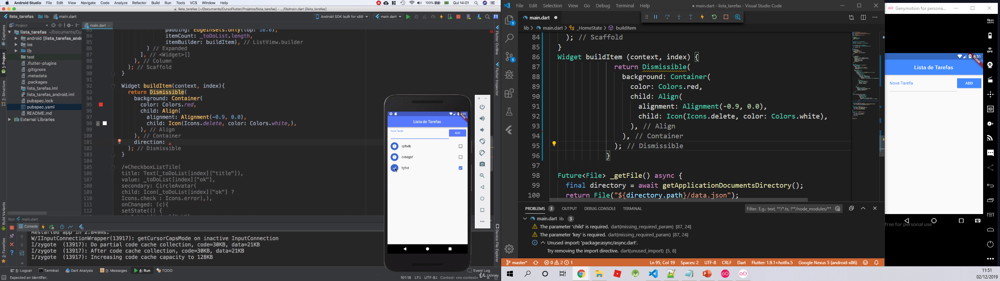 Android Studio File Edit View Navigate Code Analyze Refactor Build Run Tools VCS Window Help 100% Qui 14:01
lista_tarefas [~/Documents/CursoFlutter/Projetos/lista_tarefas] - .../lib/main.dart [lista_tarefas]
lista_tarefas lib main.dart Android SDK built for x86 main.dart
Project main.dart
Captures
1: Project
Z: Structure
Build Variants
2: Favorites
lista_tarefas ~/Documents/Cu
android [lista_tarefas_andr
ios
lib
test
.flutter-plugins
.gitignore
.metadata
.packages
lista_tarefas.iml
lista_tarefas_android.iml
pubspec.lock
pubspec.yaml
README.md
External Libraries
83 padding: EdgeInsets.only(top: 10.0),
84 itemCount: _toDoList.length,
85 itemBuilder: buildItem), // ListView.builder
86 ) // Expanded
87 ], // <Widget>[]
88 ), // Column
89 ); // Scaffold
90 }
91
92 Widget buildItem(context, index){
93 return Dismissible(
94 background: Container(
95 color: Colors.red,
96 child: Align(
97 alignment: Alignment(-0.9, 0.0),
98 child: Icon(Icons.delete, color: Colors.white,),
99 ), // Align
100 ), // Container
101 direction: ,
102 ); // Dismissible
103 }
104
105 /*CheckboxListTile(
106 title: Text(_toDoList[index]["title"]),
107 value: _toDoList[index]["ok"],
108 secondary: CircleAvatar(
109 child: Icon(_toDoList[index]["ok"] ?
110 Icons.check : Icons.error),),
111 onChanged: (c){
112 setState(() {
Flutter Outline
Flutter Inspector
Device File Explorer
8:01
DEBUG
Lista de Tarefas
Nova Tarefa
ADD
sjifbdb
dvbdgbf
fgfhd
Run main.dart
Console
Restarted app in 2.849ms.
W/IInputConnectionWrapper(13917): getCursorCapsMode on inactive InputConnection
I/zygote (13917): Do partial code cache collection, code=30KB, data=21KB
I/zygote (13917): After code cache collection, code=30KB, data=21KB
I/zygote (13917): Increasing code cache capacity to 128KB
6: Logcat Terminal Dart Analysis 0: Messages 4: Run TODO Event Log
Expected an identifier. 101:18 LF UTF-8 Context: <no context>
Udemy
File Edit Selection View Go Debug Terminal Help ● main.dart - lista_tarefas - Visual Studio Code
main.dart
lib > main.dart > _HomeState > buildItem
84 ); // Scaffold
85 }
86 Widget buildItem (context, index) {
87 return Dismissible(
88 background: Container(
89 color: Colors.red,
90 child: Align(
91 alignment: Alignment(-0.9, 0.0),
92 child: Icon(Icons.delete, color: Colors.white),
93 ), // Align
94 ), // Container
95 ); // Dismissible
96 }
97
98 Future<File> _getFile() async {
99 final directory = await getApplicationDocumentsDirectory();
100 return File("${directory.path}/data.json");
PROBLEMS 3 OUTPUT DEBUG CONSOLE TERMINAL Filter. E.g.: text, **/*.ts, !**/node_modules/**
main.dart lib 3
The parameter 'child' is required. dart(missing_required_param) [87, 24]
The parameter 'key' is required. dart(missing_required_param) [87, 24]
Unused import: 'package:async/async.dart'.
Try removing the import directive. dart(unused_import) [5, 8]
master* 0 2 1 Ln 95, Col 19 Spaces: 2 UTF-8 CRLF Dart Flutter: 1.9.1+hotfix.5 Google Nexus 5 (android-x86)
Genymotion for persona...
Open GAPPS
GPS
ID
9:51
DEBUG
Lista de Tarefas
Nova Tarefa
ADD
free for personal use
11:51
02/12/2019